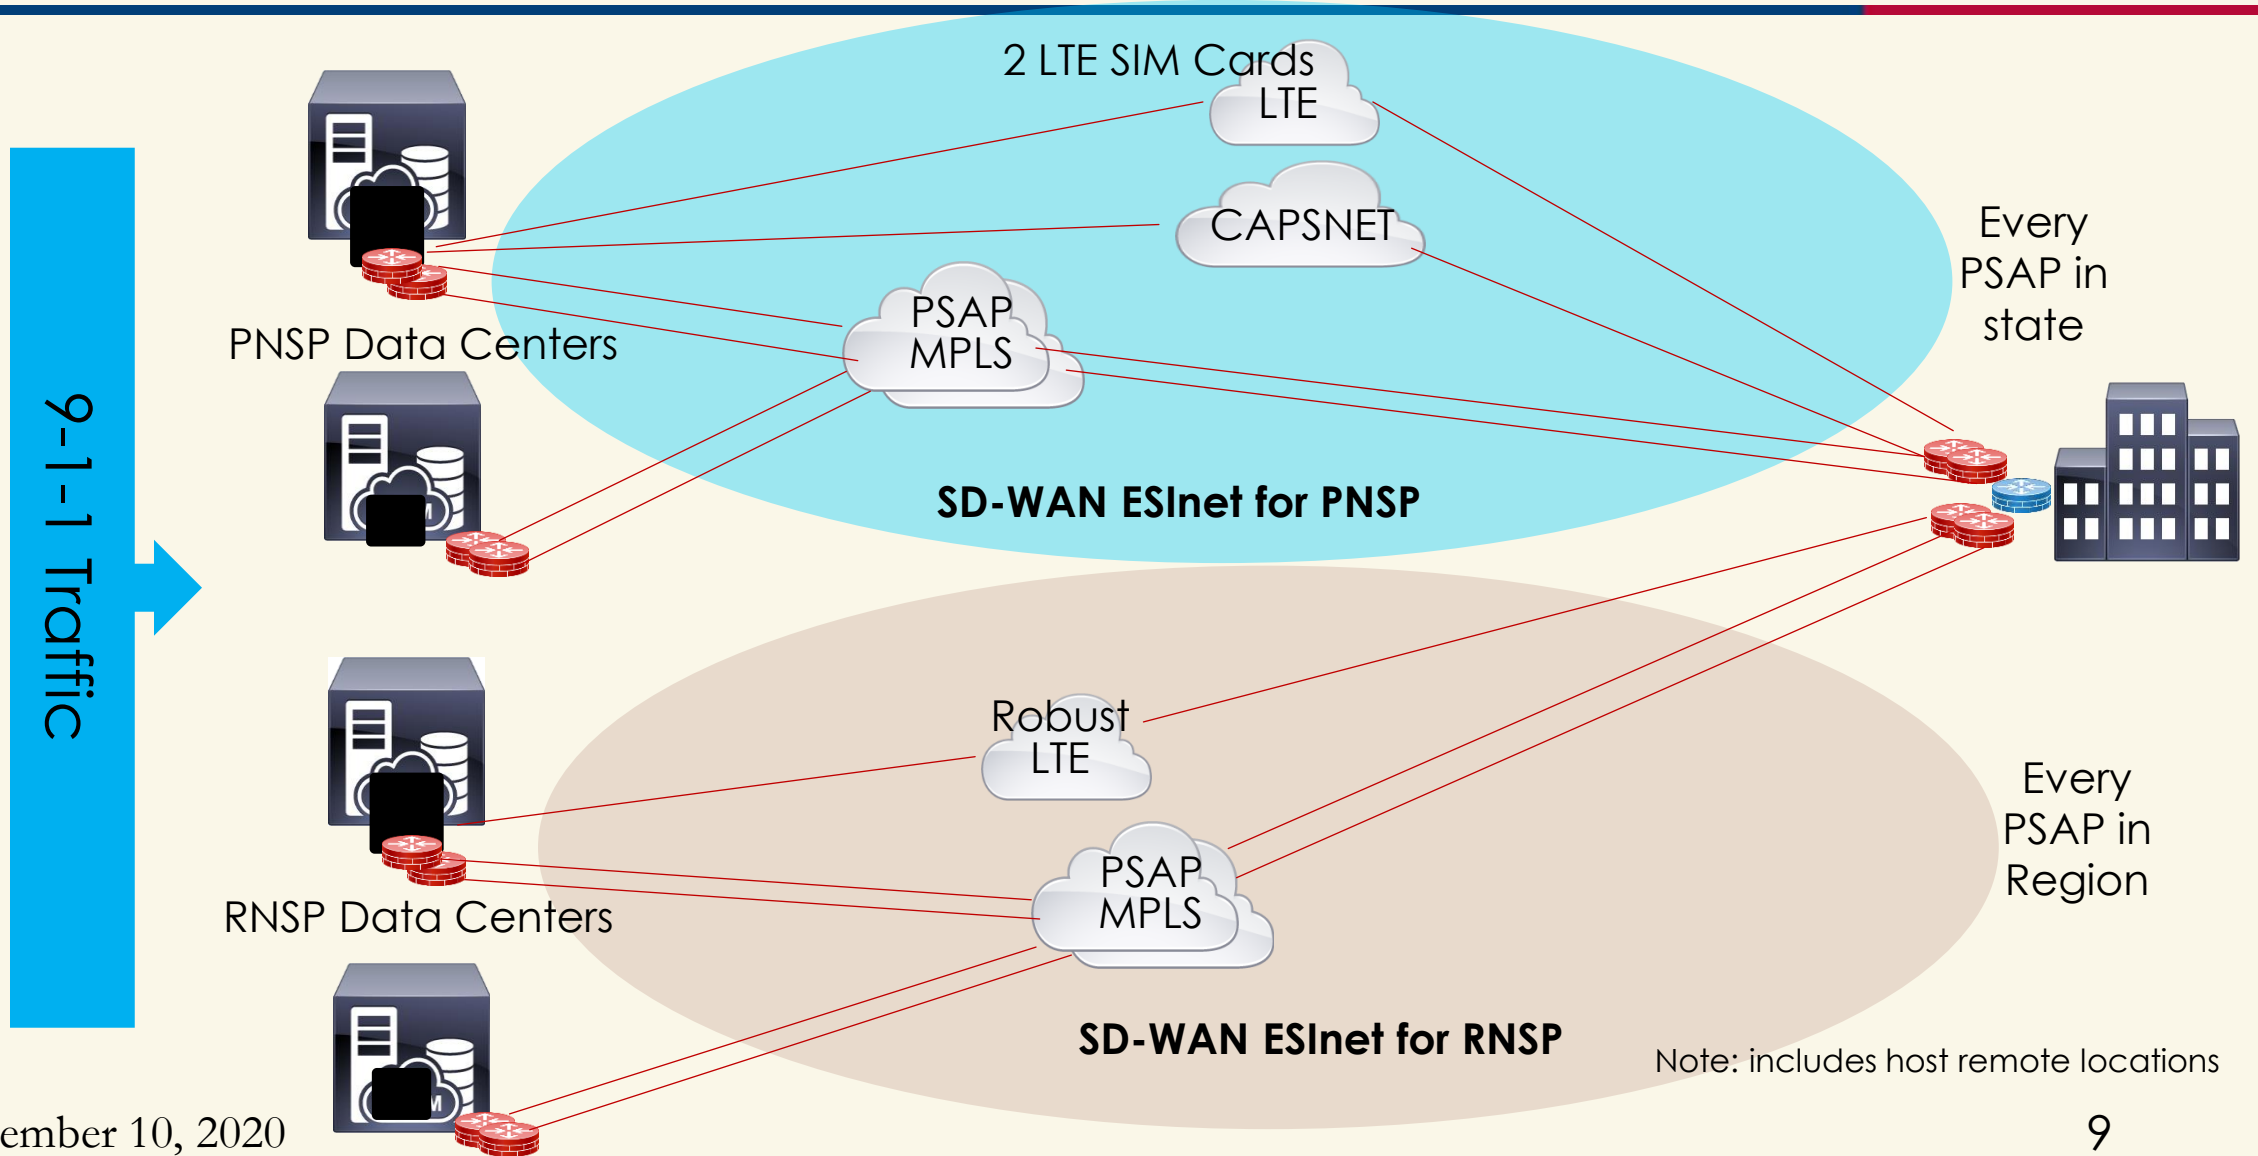 2 LTE SIM Cards
LTE
CAPSNET
Every
PSAP in
state
PSAP
MPLS
PNSP Data Centers
9-1-1 Traffic
SD-WAN ESInet for PNSP
M
Robust
LTE
Every
PSAP in
Region
PSAP
MPLS
RNSP Data Centers
SD-WAN ESInet for RNSP
Note: includes host remote locations
M
ember 10, 2020
9